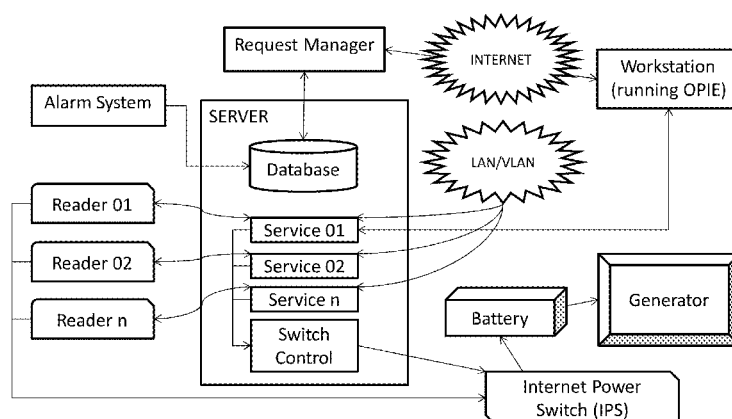 Request Manager
INTERNET
Workstation
(running OPIE)
Alarm System
SERVER
Database
LAN/VLAN
Reader 01
Service 01
Reader 02
Service 02
Reader n
Service n
Switch
Control
Battery
Generator
Internet Power
Switch (IPS)